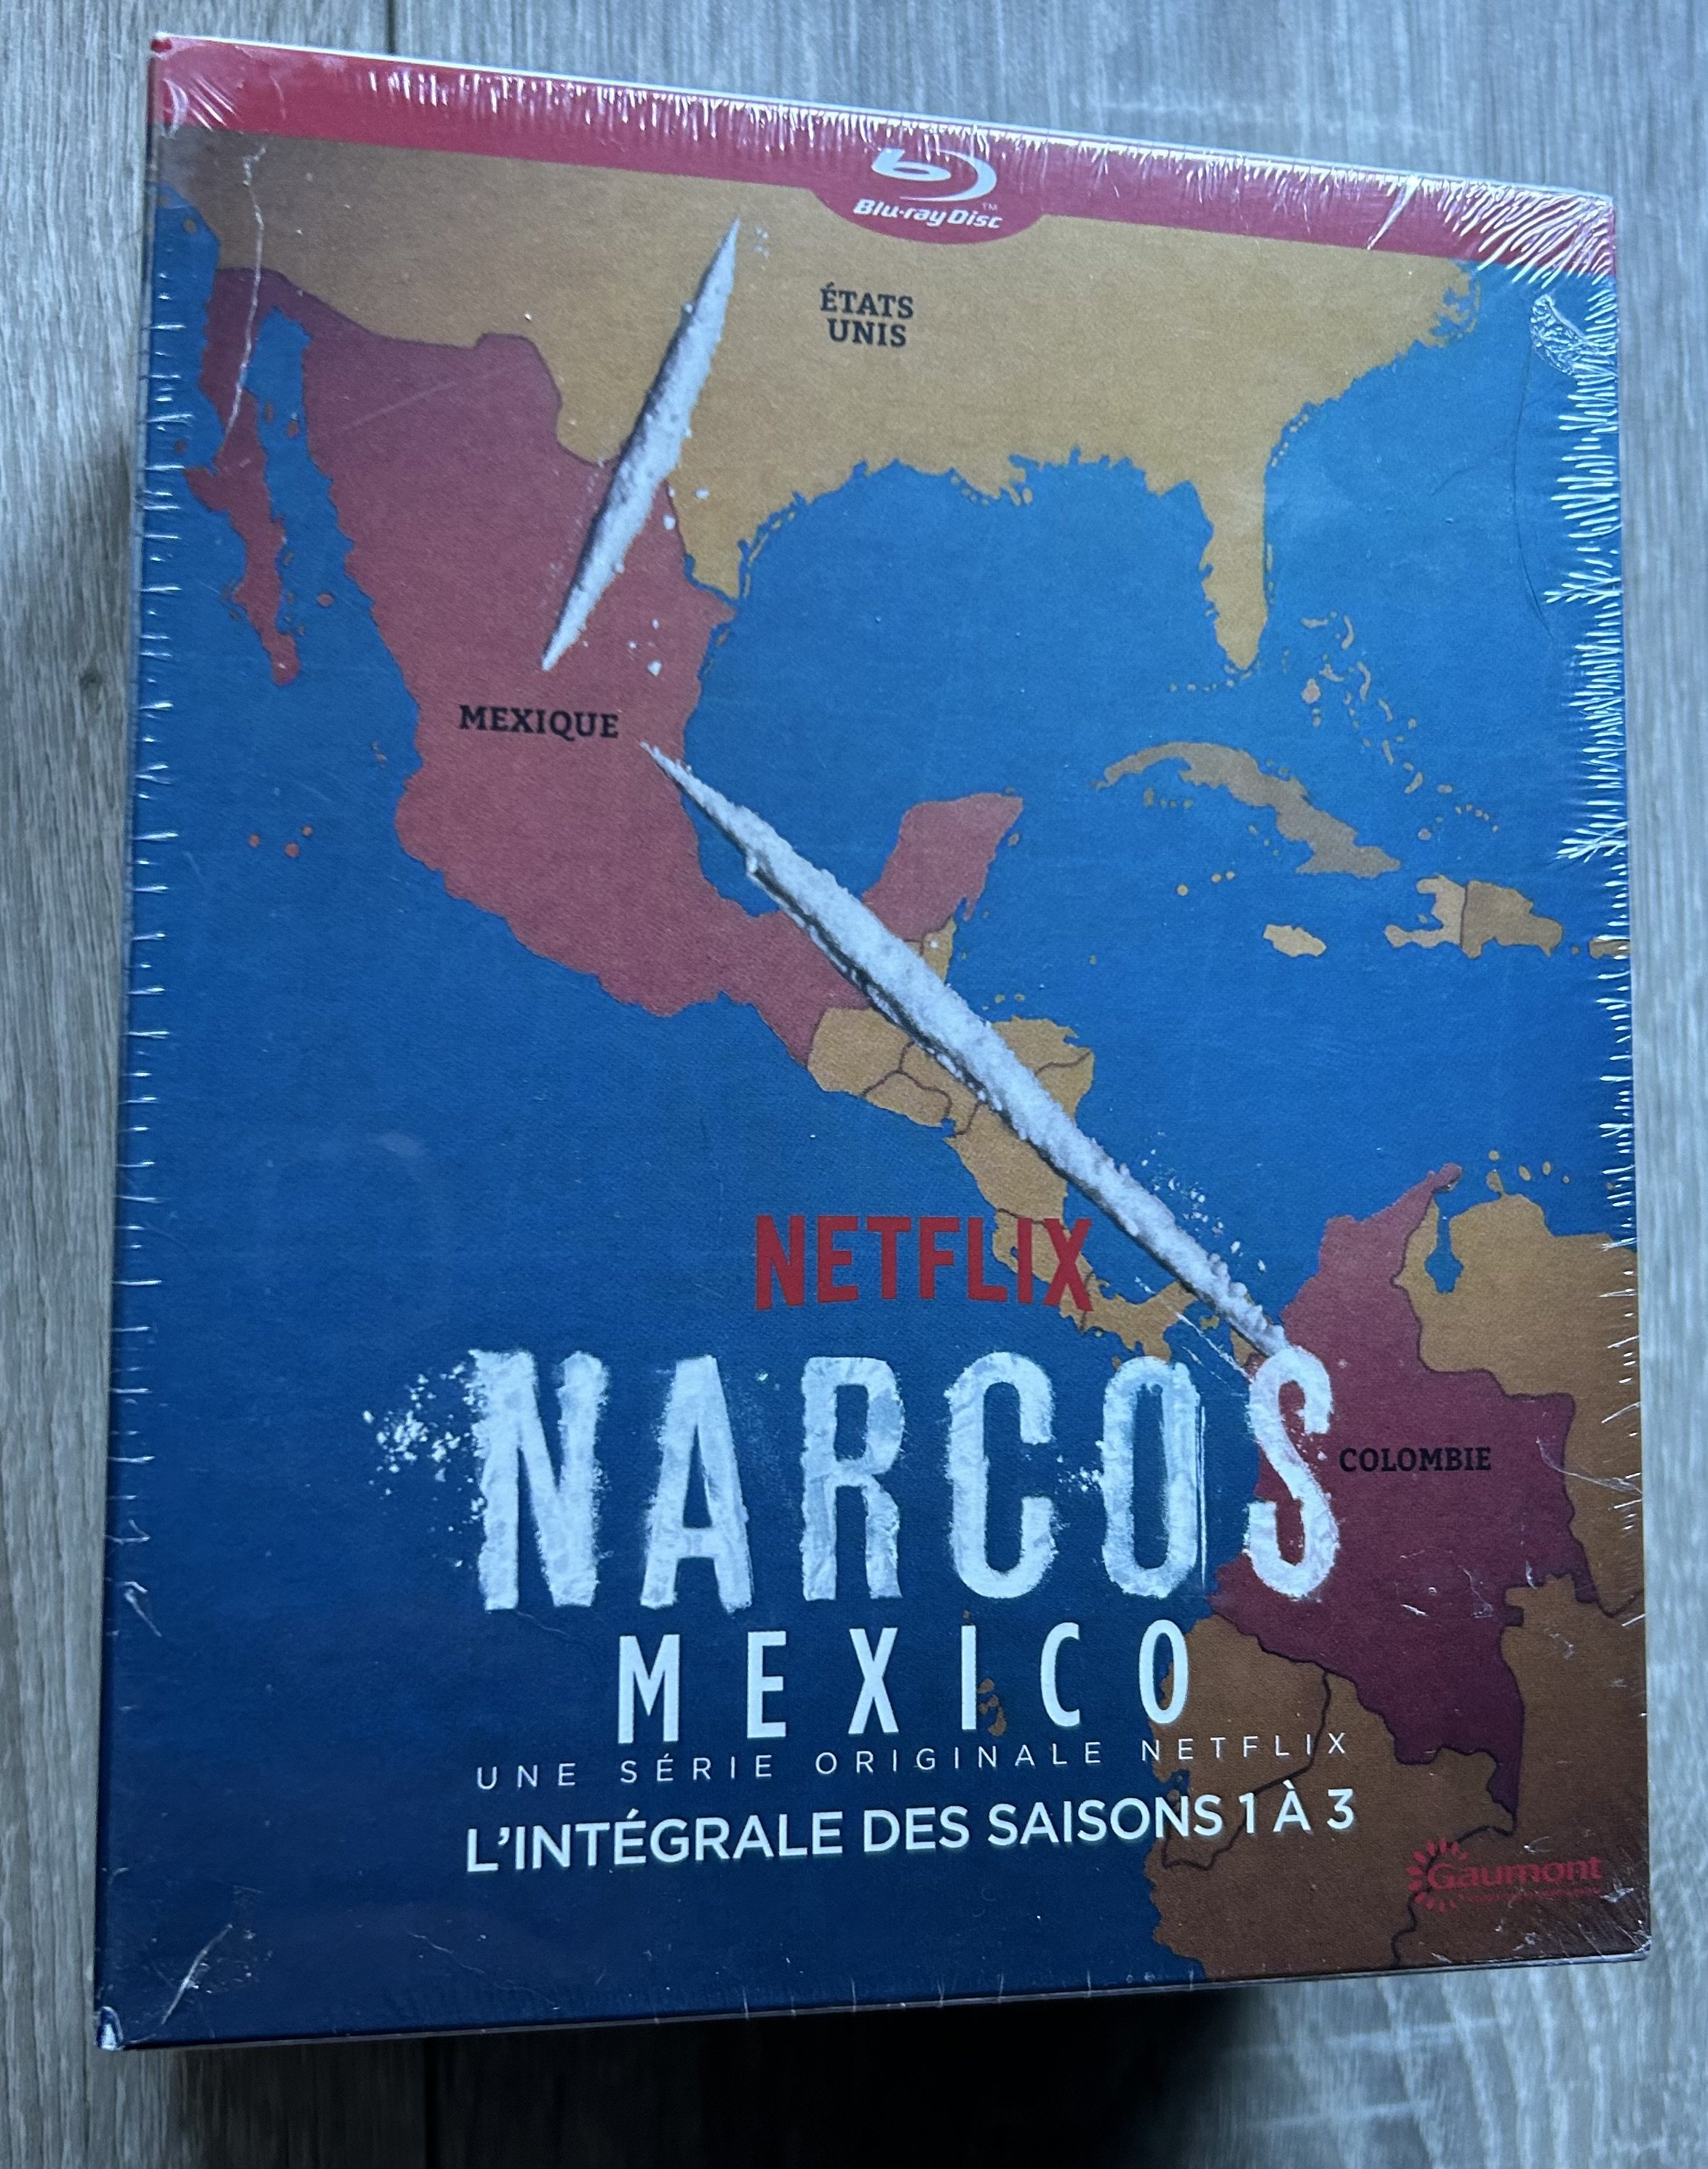 Blu-ray Disc™
ÉTATS
UNIS
MEXIQUE
NETFLIX
NARCOS
COLOMBIE
MEXICO
UNE SÉRIE ORIGINALE NETFLIX
L'INTÉGRALE DES SAISONS 1 À 3
Gaumont